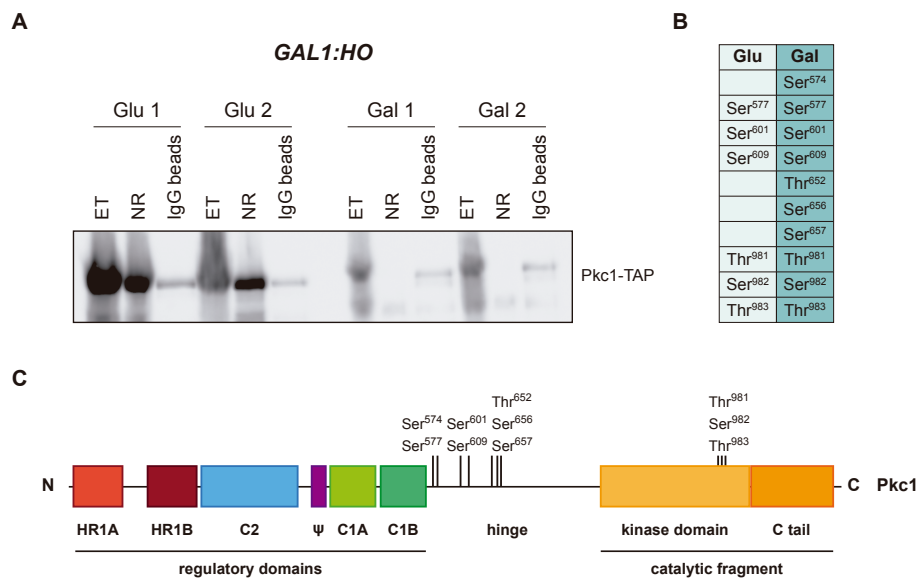 A
GAL1:HO
Glu 1 Glu 2 Gal 1 Gal 2
ET NR IgG beads ET NR IgG beads ET NR IgG beads ET NR IgG beads
Pkc1-TAP
B
Glu Gal
Ser574
Ser577 Ser577
Ser601 Ser601
Ser609 Ser609
Thr652
Ser656
Ser657
Thr981 Thr981
Ser982 Ser982
Thr983 Thr983
C
Thr652 Thr981
Ser574 Ser601 Ser656 Ser982
Ser577 Ser609 Ser657 Thr983
N C Pkc1
HR1A HR1B C2 Ψ C1A C1B hinge kinase domain C tail
regulatory domains catalytic fragment